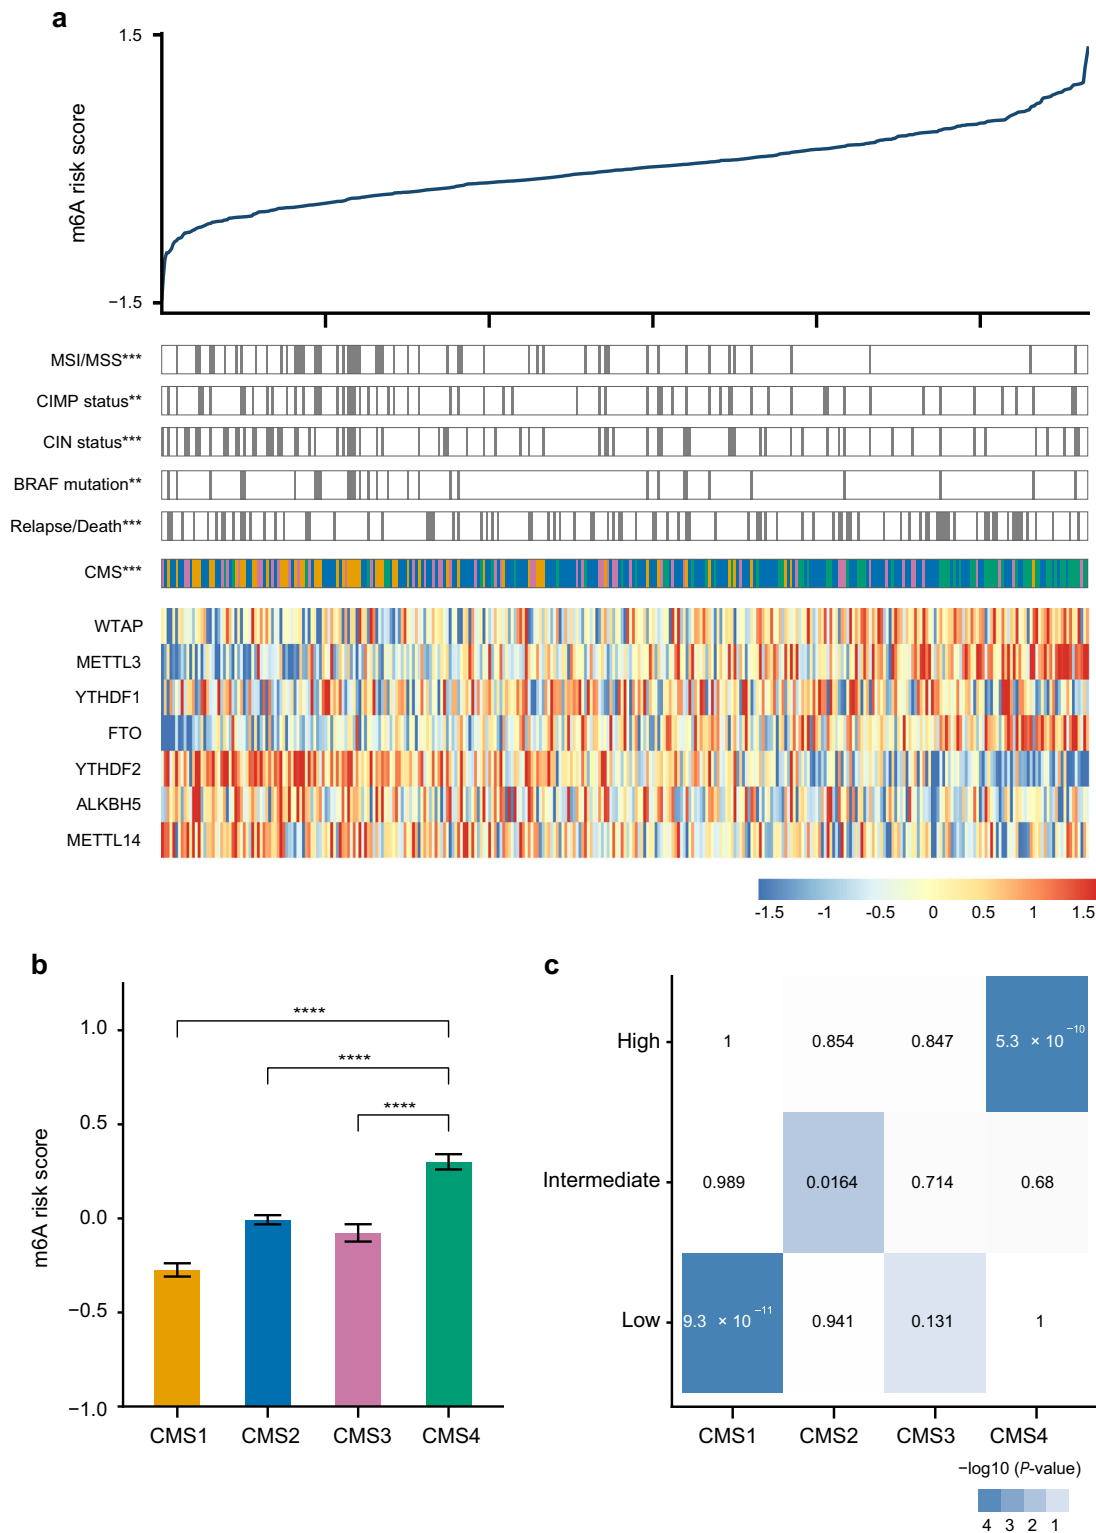 a
1.5
m6A risk score
−1.5
MSI/MSS***
CIMP status**
CIN status***
BRAF mutation**
Relapse/Death***
CMS***
WTAP
METTL3
YTHDF1
FTO
YTHDF2
ALKBH5
METTL14
-1.5 -1 -0.5 0 0.5 1 1.5
b
****
****
****
1.0
0.5
0.0
−0.5
−1.0
m6A risk score
CMS1 CMS2 CMS3 CMS4
c
High 1 0.854 0.847 5.3 × 10⁻¹⁰
Intermediate 0.989 0.0164 0.714 0.68
Low 9.3 × 10⁻¹¹ 0.941 0.131 1
CMS1 CMS2 CMS3 CMS4
−log10 (P-value)
4 3 2 1